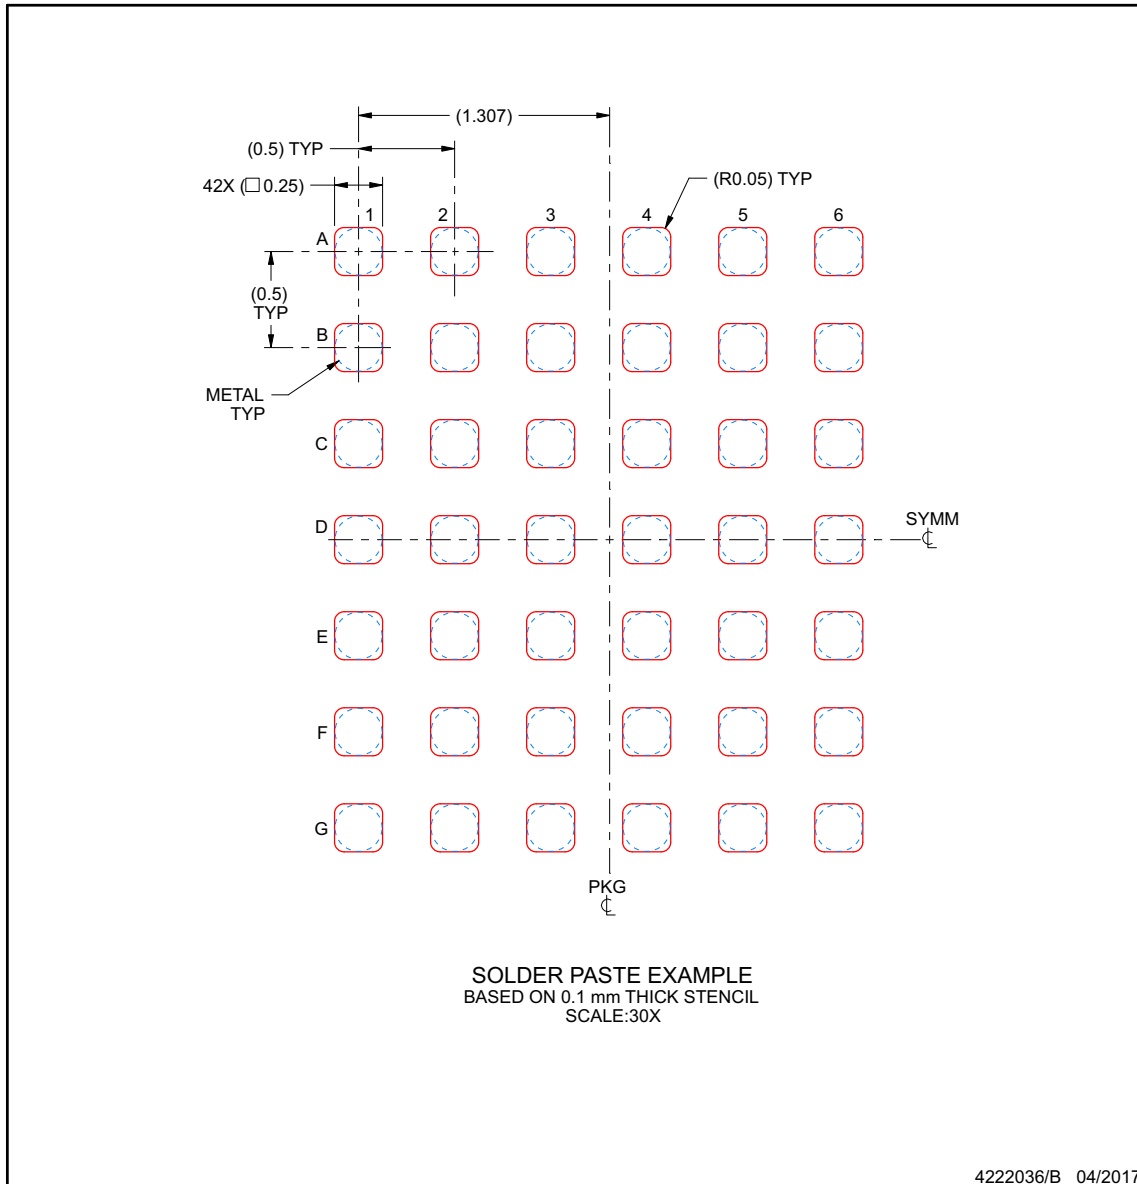 (1.307)
(0.5) TYP
42X (□ 0.25)
(R0.05) TYP
1 2 3 4 5 6
A
(0.5)
TYP
B
METAL
TYP
C
D
SYMM
℄
E
F
G
PKG
℄
SOLDER PASTE EXAMPLE
BASED ON 0.1 mm THICK STENCIL
SCALE:30X
4222036/B 04/2017